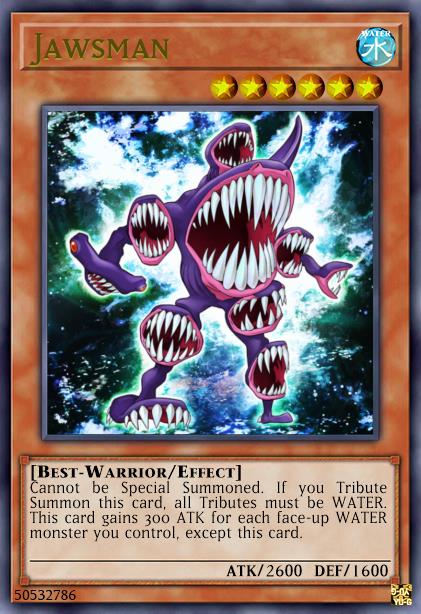 Jawsman
WATER
水
[Best-Warrior/Effect]
Cannot be Special Summoned. If you Tribute
Summon this card, all Tributes must be WATER.
This card gains 300 ATK for each face-up WATER
monster you control, except this card.
ATK/2600 DEF/1600
50532786